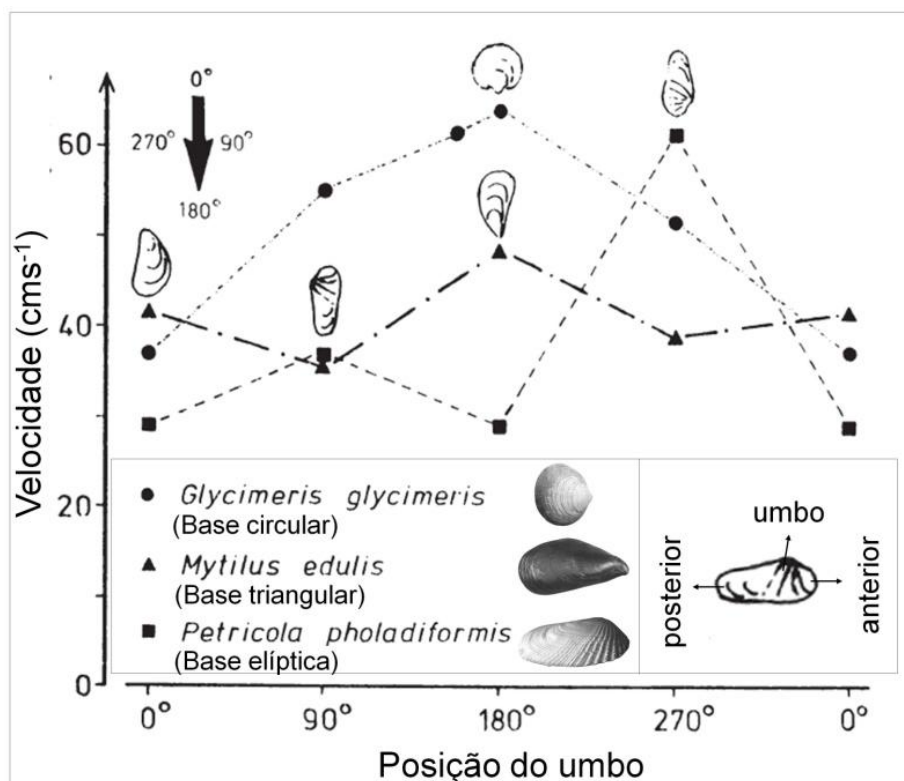 Velocidade (cms-1)
60
40
20
0
0°
270° 90°
180°
Glycimeris glycimeris
(Base circular)
Mytilus edulis
(Base triangular)
Petricola pholadiformis
(Base elíptica)
umbo
posterior
anterior
0° 90° 180° 270° 0°
Posição do umbo